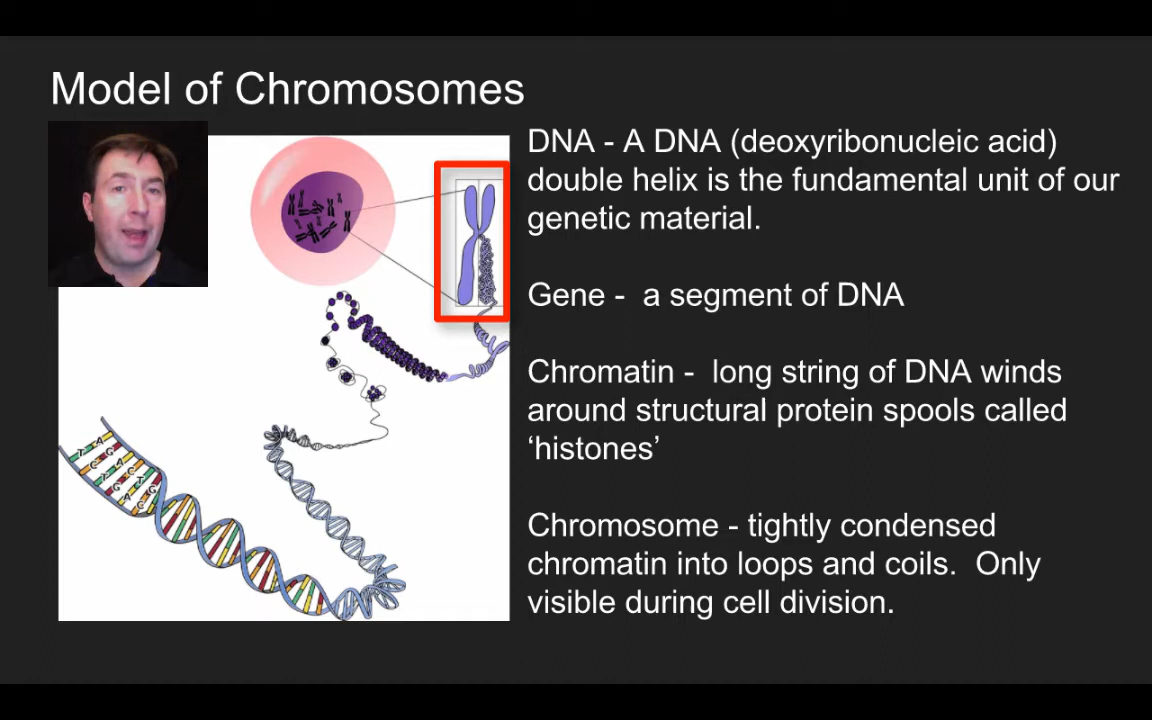 Model of Chromosomes
DNA - A DNA (deoxyribonucleic acid)
double helix is the fundamental unit of our
genetic material.
Gene -  a segment of DNA
Chromatin -  long string of DNA winds
around structural protein spools called
‘histones’
Chromosome - tightly condensed
chromatin into loops and coils.  Only
visible during cell division.